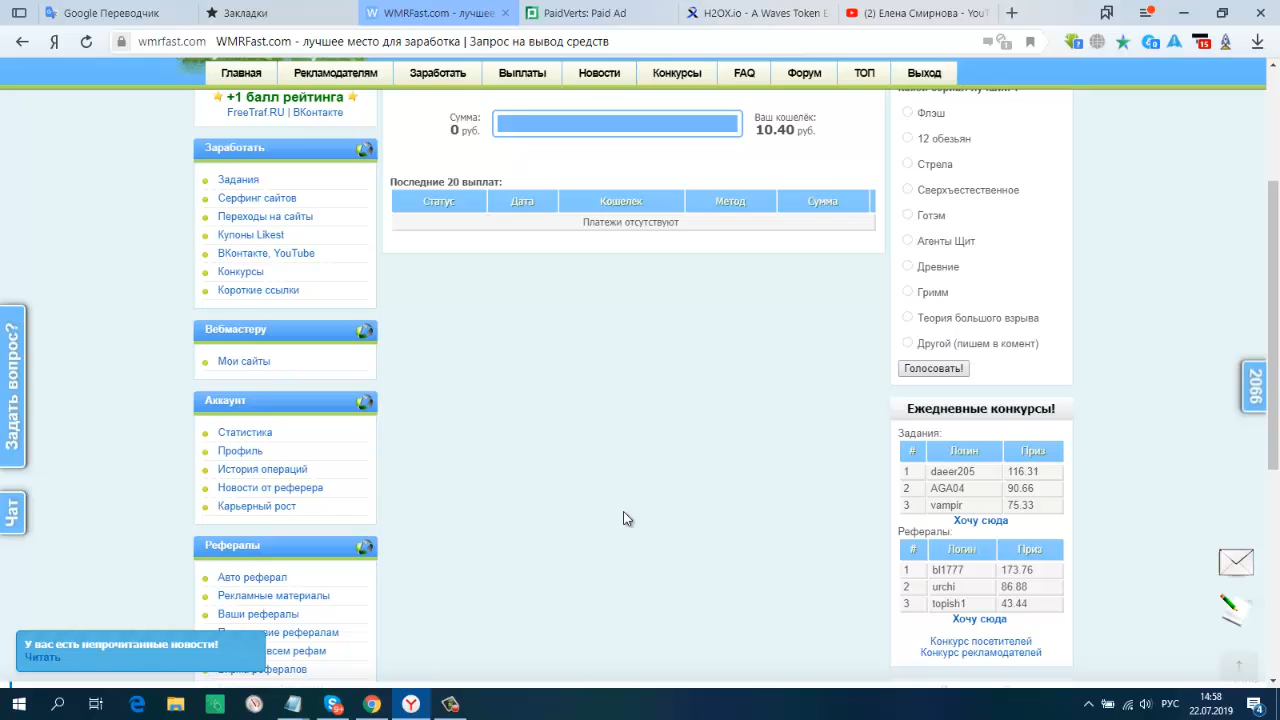 Google Переводчик
Закладки
WMRFast.com - лучшее
PaidVerts: Paid Ad
H2OX.io - A Waves Token E
(2) Елена Смирнова - YouT
wmrfast.com WMRFast.com - лучшее место для заработка | Запрос на вывод средств
15
Главная
Рекламодателям
Заработать
Выплаты
Новости
Конкурсы
FAQ
Форум
ТОП
Выход
+1 балл рейтинга
FreeTraf.RU | ВКонтакте
Заработать
Задания
Серфинг сайтов
Переходы на сайты
Купоны Likest
ВКонтакте, YouTube
Конкурсы
Короткие ссылки
Вебмастеру
Мои сайты
Аккаунт
Статистика
Профиль
История операций
Новости от реферера
Карьерный рост
Рефералы
Авто реферал
Рекламные материалы
Ваши рефералы
рефералам
всем рефам
рефералов
Задать вопрос?
Чат
У вас есть непрочитанные новости!
Читать
Сумма:
0 руб.
Ваш кошелёк:
10.40 руб.
Последние 20 выплат:
Статус Дата Кошелек Метод Сумма
Платежи отсутствуют
Флэш
12 обезьян
Стрела
Сверхъестественное
Готэм
Агенты Щит
Древние
Гримм
Теория большого взрыва
Другой (пишем в комент)
Голосовать!
Ежедневные конкурсы!
Задания:
# Логин Приз
1 daeer205 116.31
2 AGA04 90.66
3 vampir 75.33
Хочу сюда
Рефералы:
# Логин Приз
1 bl1777 173.76
2 urchi 86.88
3 topish1 43.44
Хочу сюда
Конкурс посетителей
Конкурс рекламодателей
2066
РУС
14:58
22.07.2019
4